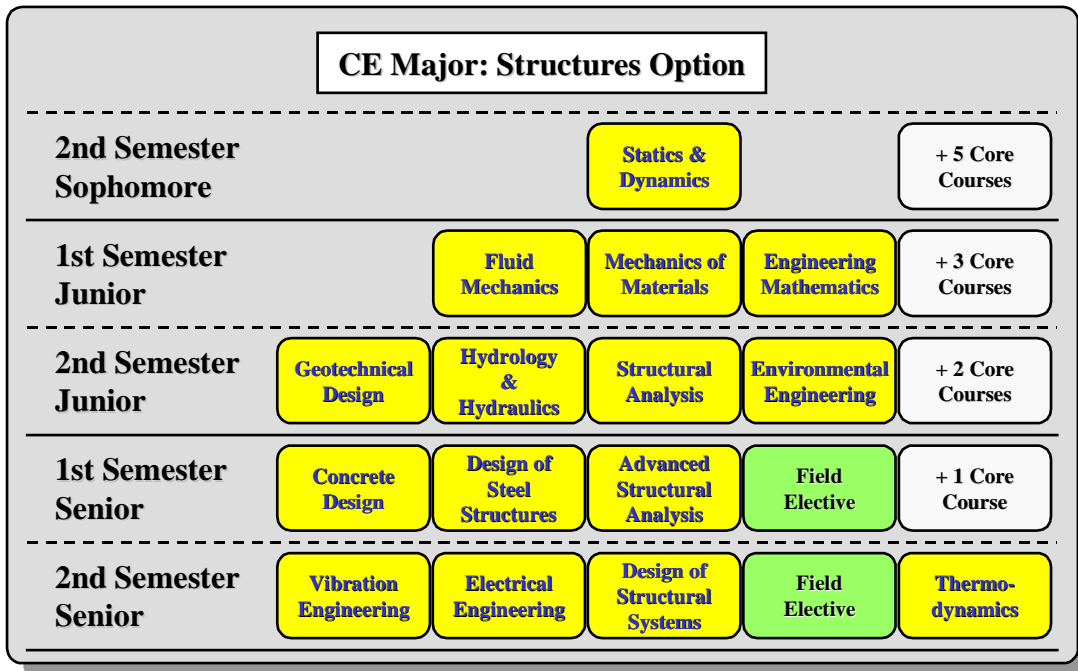 CE Major: Structures Option
2nd Semester
Sophomore
Statics &
Dynamics
+ 5 Core
Courses
1st Semester
Junior
Fluid
Mechanics
Mechanics of
Materials
Engineering
Mathematics
+ 3 Core
Courses
2nd Semester
Junior
Geotechnical
Design
Hydrology
&
Hydraulics
Structural
Analysis
Environmental
Engineering
+ 2 Core
Courses
1st Semester
Senior
Concrete
Design
Design of
Steel
Structures
Advanced
Structural
Analysis
Field
Elective
+ 1 Core
Course
2nd Semester
Senior
Vibration
Engineering
Electrical
Engineering
Design of
Structural
Systems
Field
Elective
Thermo-
dynamics